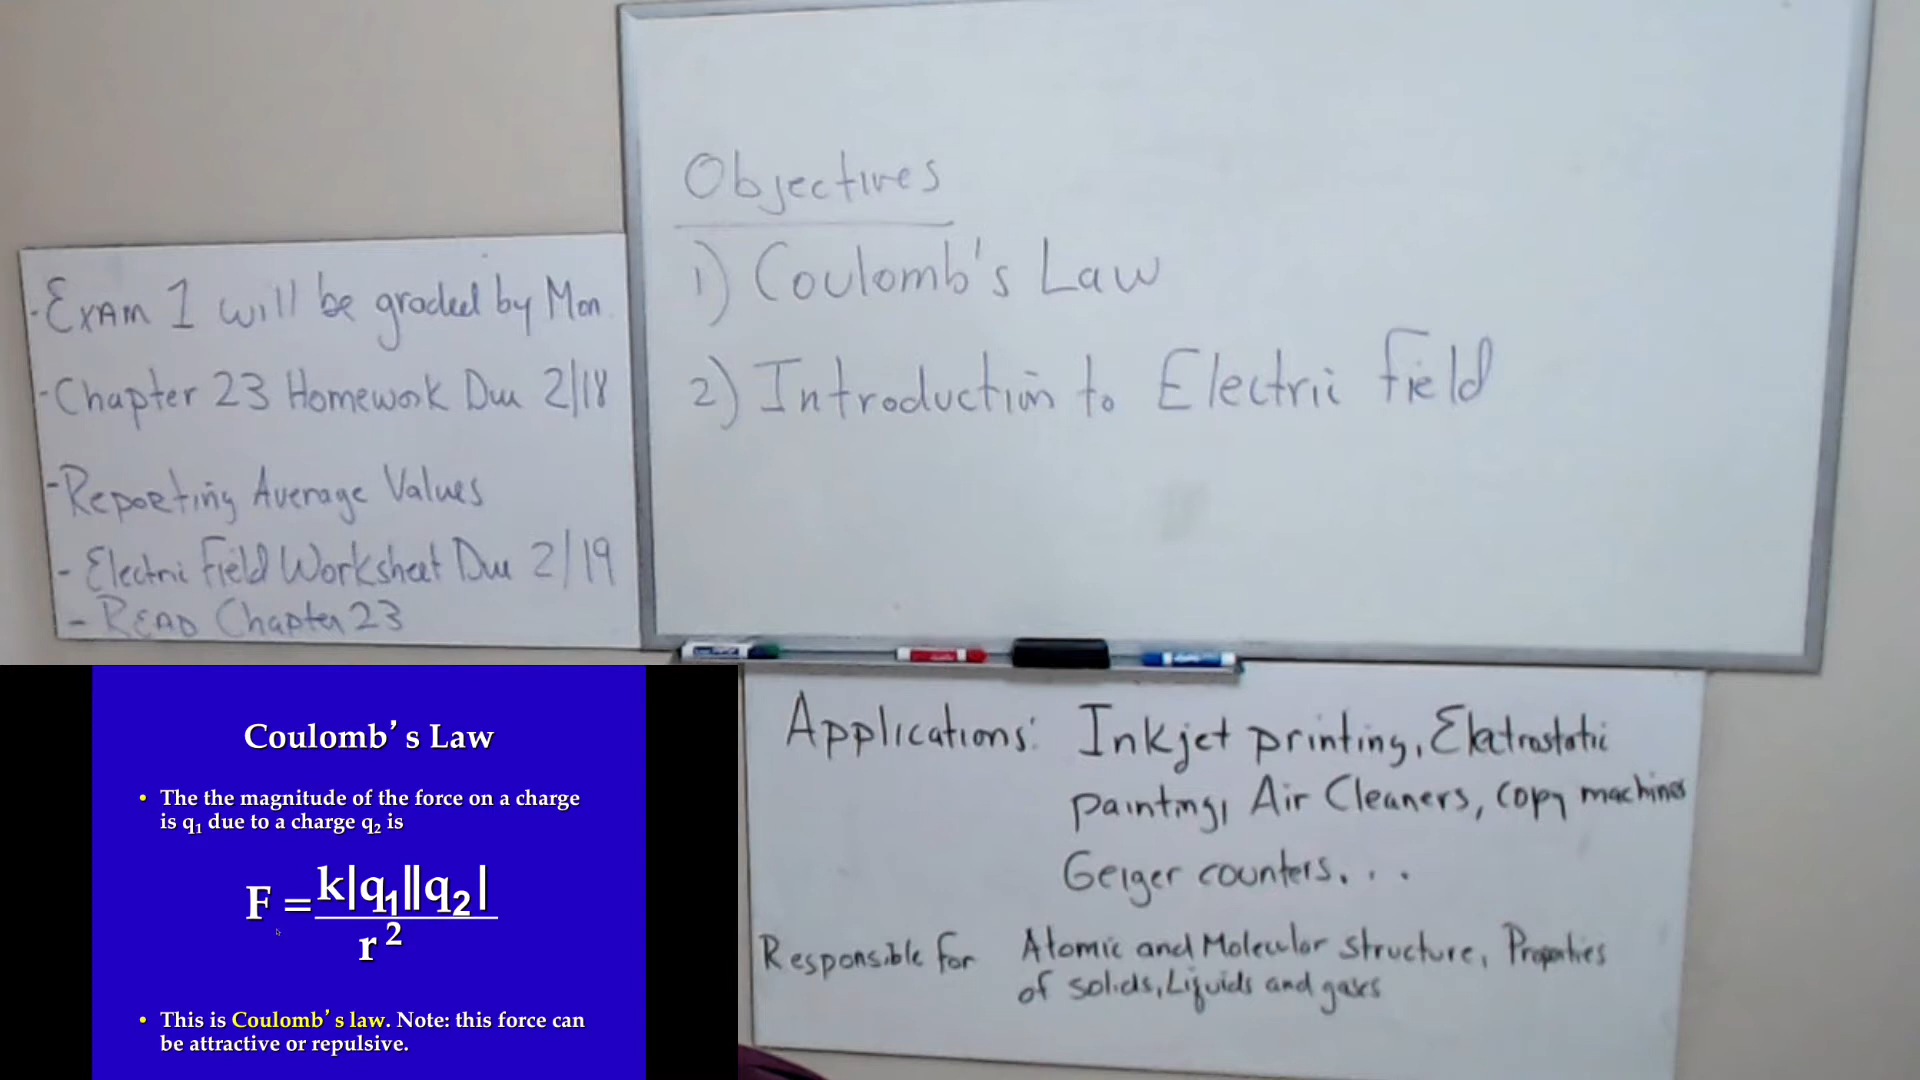 Objectives
1) Coulomb's Law
2) Introduction to Electric Field
- Exam 1 will be graded by Mon
- Chapter 23 Homework Due 2/18
- Reporting Average Values
- Electric Field Worksheet Due 2/19
- READ Chapter 23
Coulomb's Law
• The the magnitude of the force on a charge
is q₁ due to a charge q₂ is
F = k|q₁||q₂|
r²
• This is Coulomb's law. Note: this force can
be attractive or repulsive.
Applications: Inkjet printing, Electrostatic
painting, Air Cleaners, copy machines
Geiger counters...
Responsible for Atomic and Molecular structure, Properties
of solids, Liquids and gases